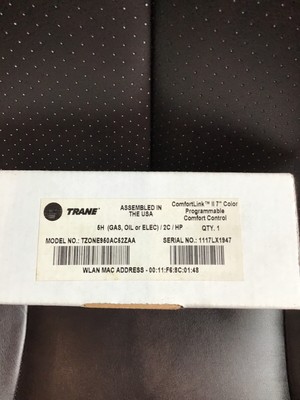 TRANE
ASSEMBLED IN
THE USA
ComfortLink™ II 7" Color
Programmable
Comfort Control
5H (GAS, OIL or ELEC) / 2C / HP
QTY. 1
MODEL NO.: TZONE950AC52ZAA
SERIAL NO.: 1117LX1947
WLAN MAC ADDRESS - 00:11:F6:9C:01:48